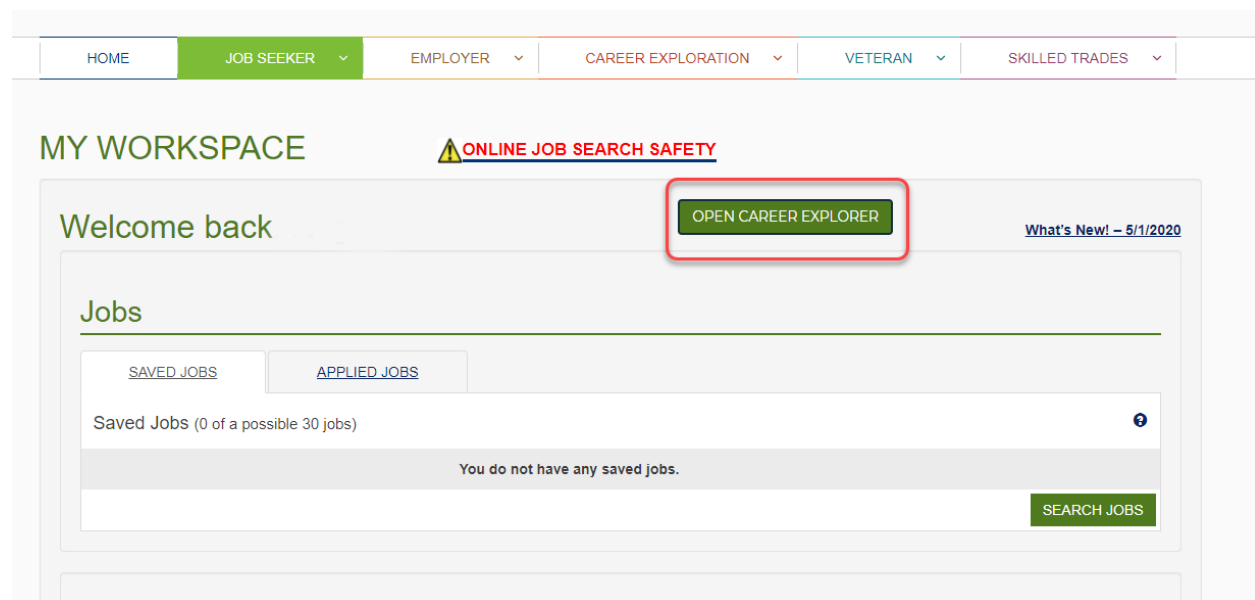 HOME JOB SEEKER EMPLOYER CAREER EXPLORATION VETERAN SKILLED TRADES
MY WORKSPACE
ONLINE JOB SEARCH SAFETY
Welcome back
OPEN CAREER EXPLORER
What's New! – 5/1/2020
Jobs
SAVED JOBS APPLIED JOBS
Saved Jobs (0 of a possible 30 jobs)
You do not have any saved jobs.
SEARCH JOBS